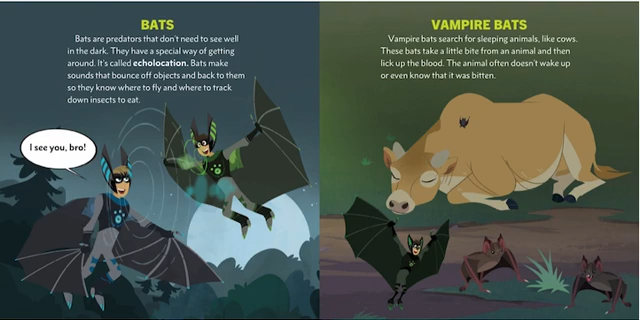 BATS
Bats are predators that don't need to see well
in the dark. They have a special way of getting
around. It's called echolocation. Bats make
sounds that bounce off objects and back to them
so they know where to fly and where to track
down insects to eat.
I see you, bro!
VAMPIRE BATS
Vampire bats search for sleeping animals, like cows.
These bats take a little bite from an animal and then
lick up the blood. The animal often doesn't wake up
or even know that it was bitten.